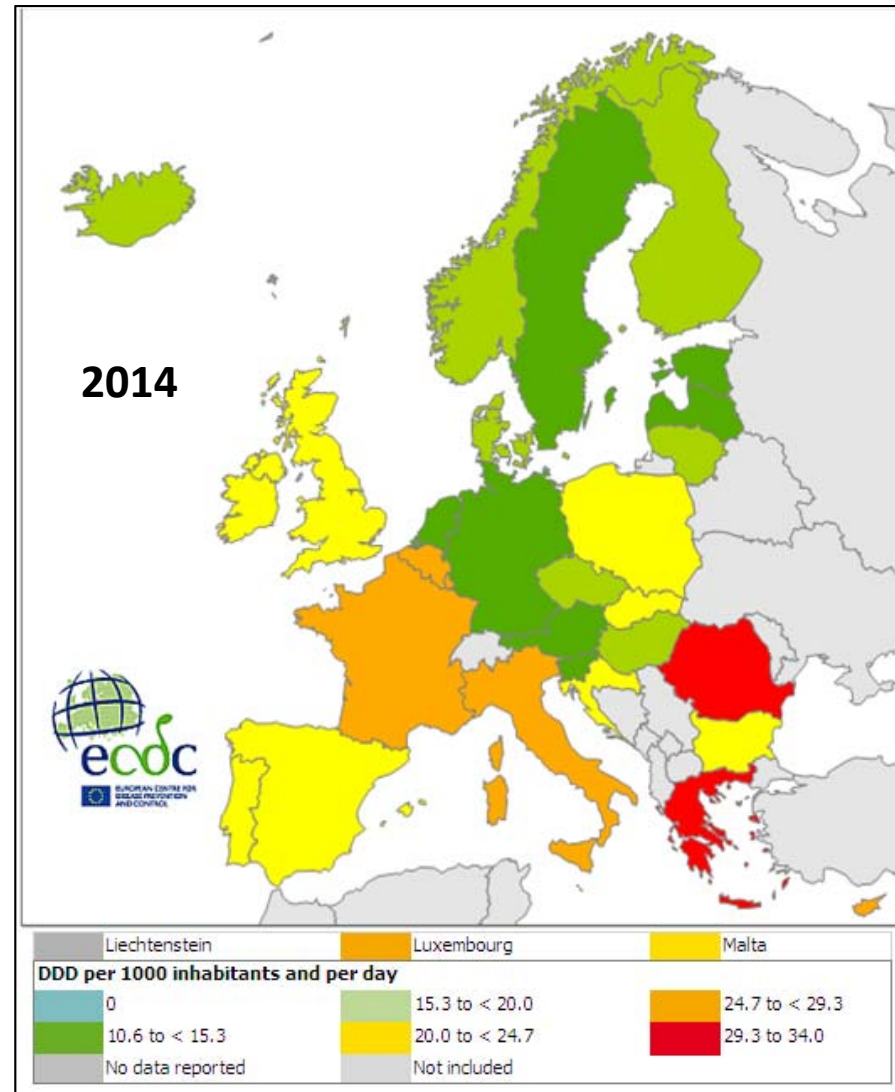 2014
ecdc
EUROPEAN CENTRE FOR
DISEASE PREVENTION
AND CONTROL
Liechtenstein Luxembourg Malta
DDD per 1000 inhabitants and per day
0 15.3 to < 20.0 24.7 to < 29.3
10.6 to < 15.3 20.0 to < 24.7 29.3 to 34.0
No data reported Not included